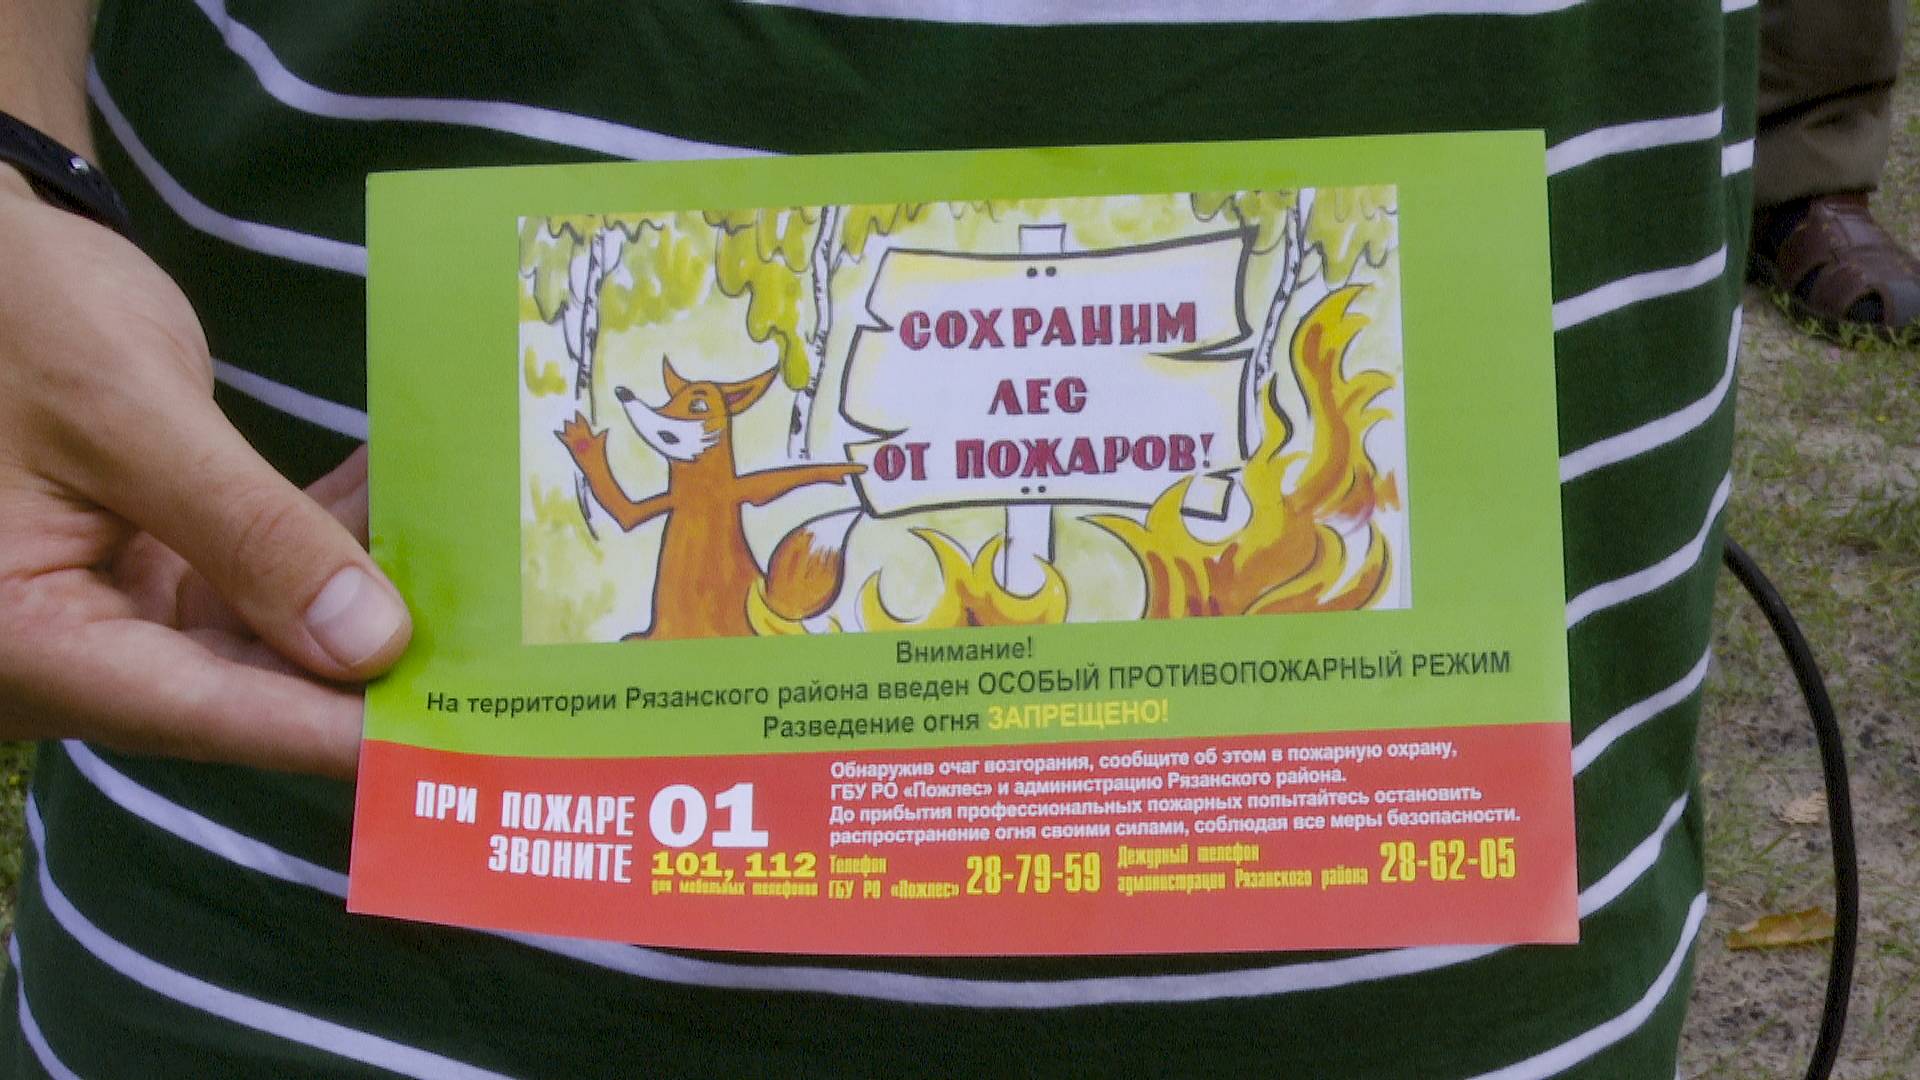 СОХРАНИМ
ЛЕС
ОТ ПОЖАРОВ!
Внимание!
На территории Рязанского района введен ОСОБЫЙ ПРОТИВОПОЖАРНЫЙ РЕЖИМ
Разведение огня ЗАПРЕЩЕНО!
ПРИ ПОЖАРЕ
ЗВОНИТЕ
01
101, 112
для мобильных телефонов
Обнаружив очаг возгорания, сообщите об этом в пожарную охрану,
ГБУ РО «Пожлес» и администрацию Рязанского района.
До прибытия профессиональных пожарных попытайтесь остановить
распространение огня своими силами, соблюдая все меры безопасности.
Телефон
ГБУ РО «Пожлес» 28-79-59
Дежурный телефон
администрации Рязанского района 28-62-05